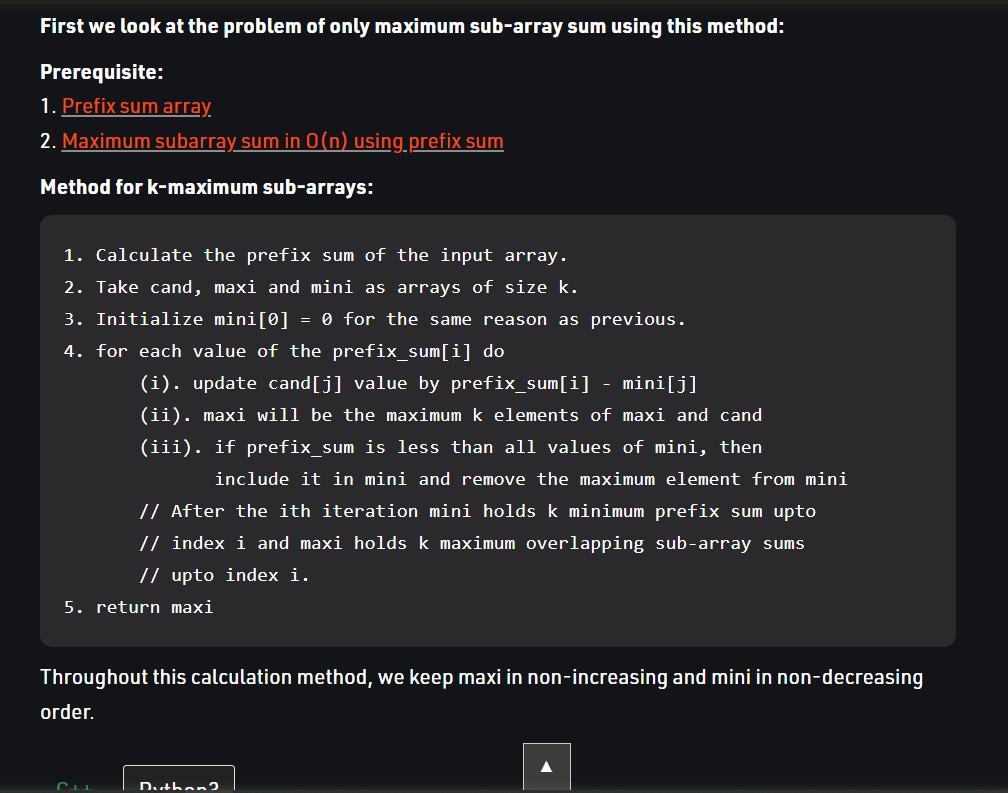 First we look at the problem of only maximum sub-array sum using this method:
Prerequisite:
1. Prefix sum array
2. Maximum subarray sum in O(n) using prefix sum
Method for k-maximum sub-arrays:
1. Calculate the prefix sum of the input array.
2. Take cand, maxi and mini as arrays of size k.
3. Initialize mini[0] = 0 for the same reason as previous.
4. for each value of the prefix_sum[i] do
(i). update cand[j] value by prefix_sum[i] - mini[j]
(ii). maxi will be the maximum k elements of maxi and cand
(iii). if prefix_sum is less than all values of mini, then
include it in mini and remove the maximum element from mini
// After the ith iteration mini holds k minimum prefix sum upto
// index i and maxi holds k maximum overlapping sub-array sums
// upto index i.
5. return maxi
Throughout this calculation method, we keep maxi in non-increasing and mini in non-decreasing
order.
C++ Python3